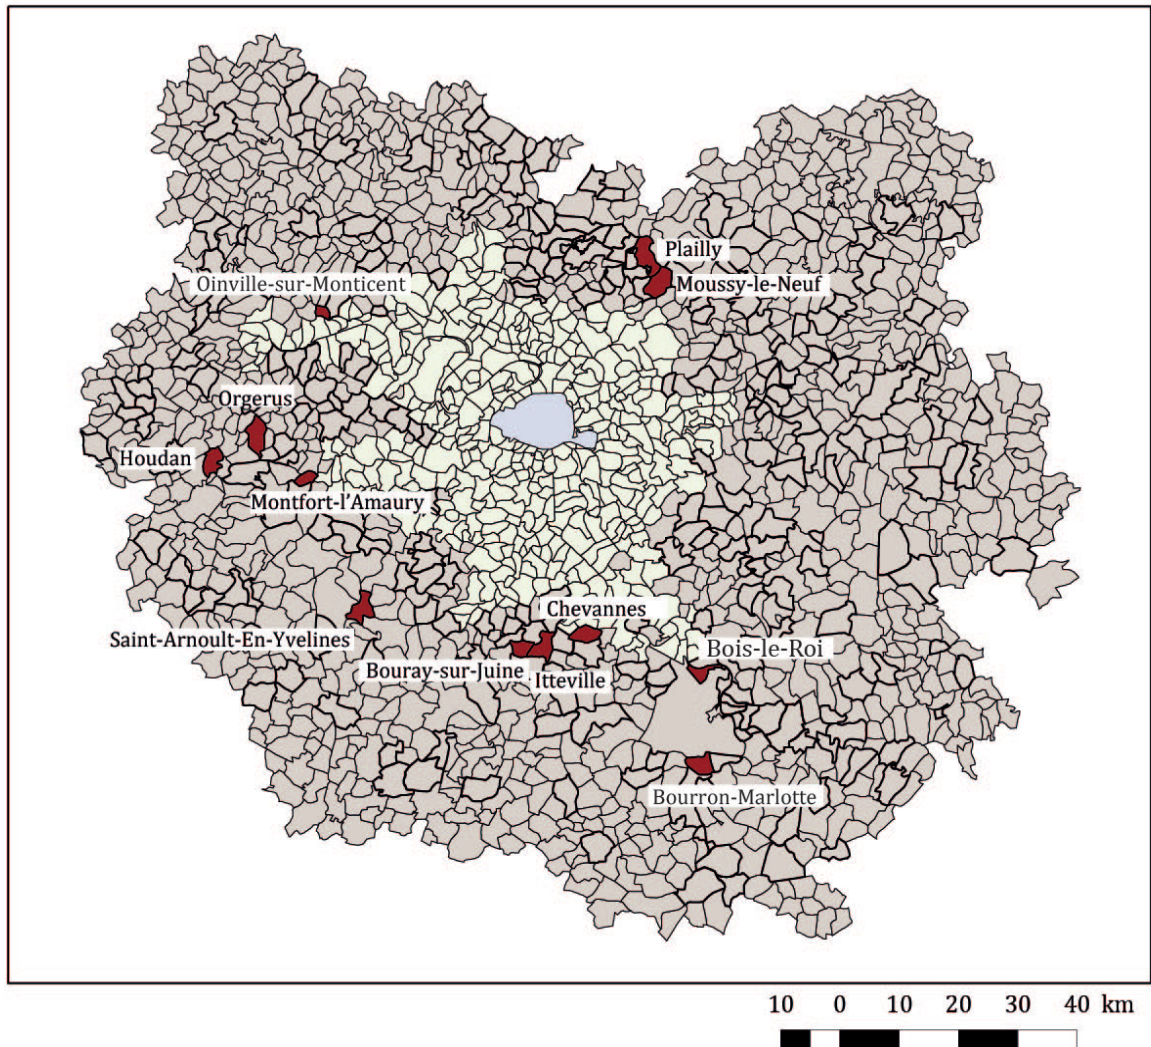 Plailly
Oinville-sur-Monticent
Moussy-le-Neuf
Orgerus
Houdan
Montfort-l'Amaury
Chevannes
Saint-Arnoult-En-Yvelines
Bois-le-Roi
Bouray-sur-Juine
Itteville
Bourron-Marlotte
10 0 10 20 30 40 km